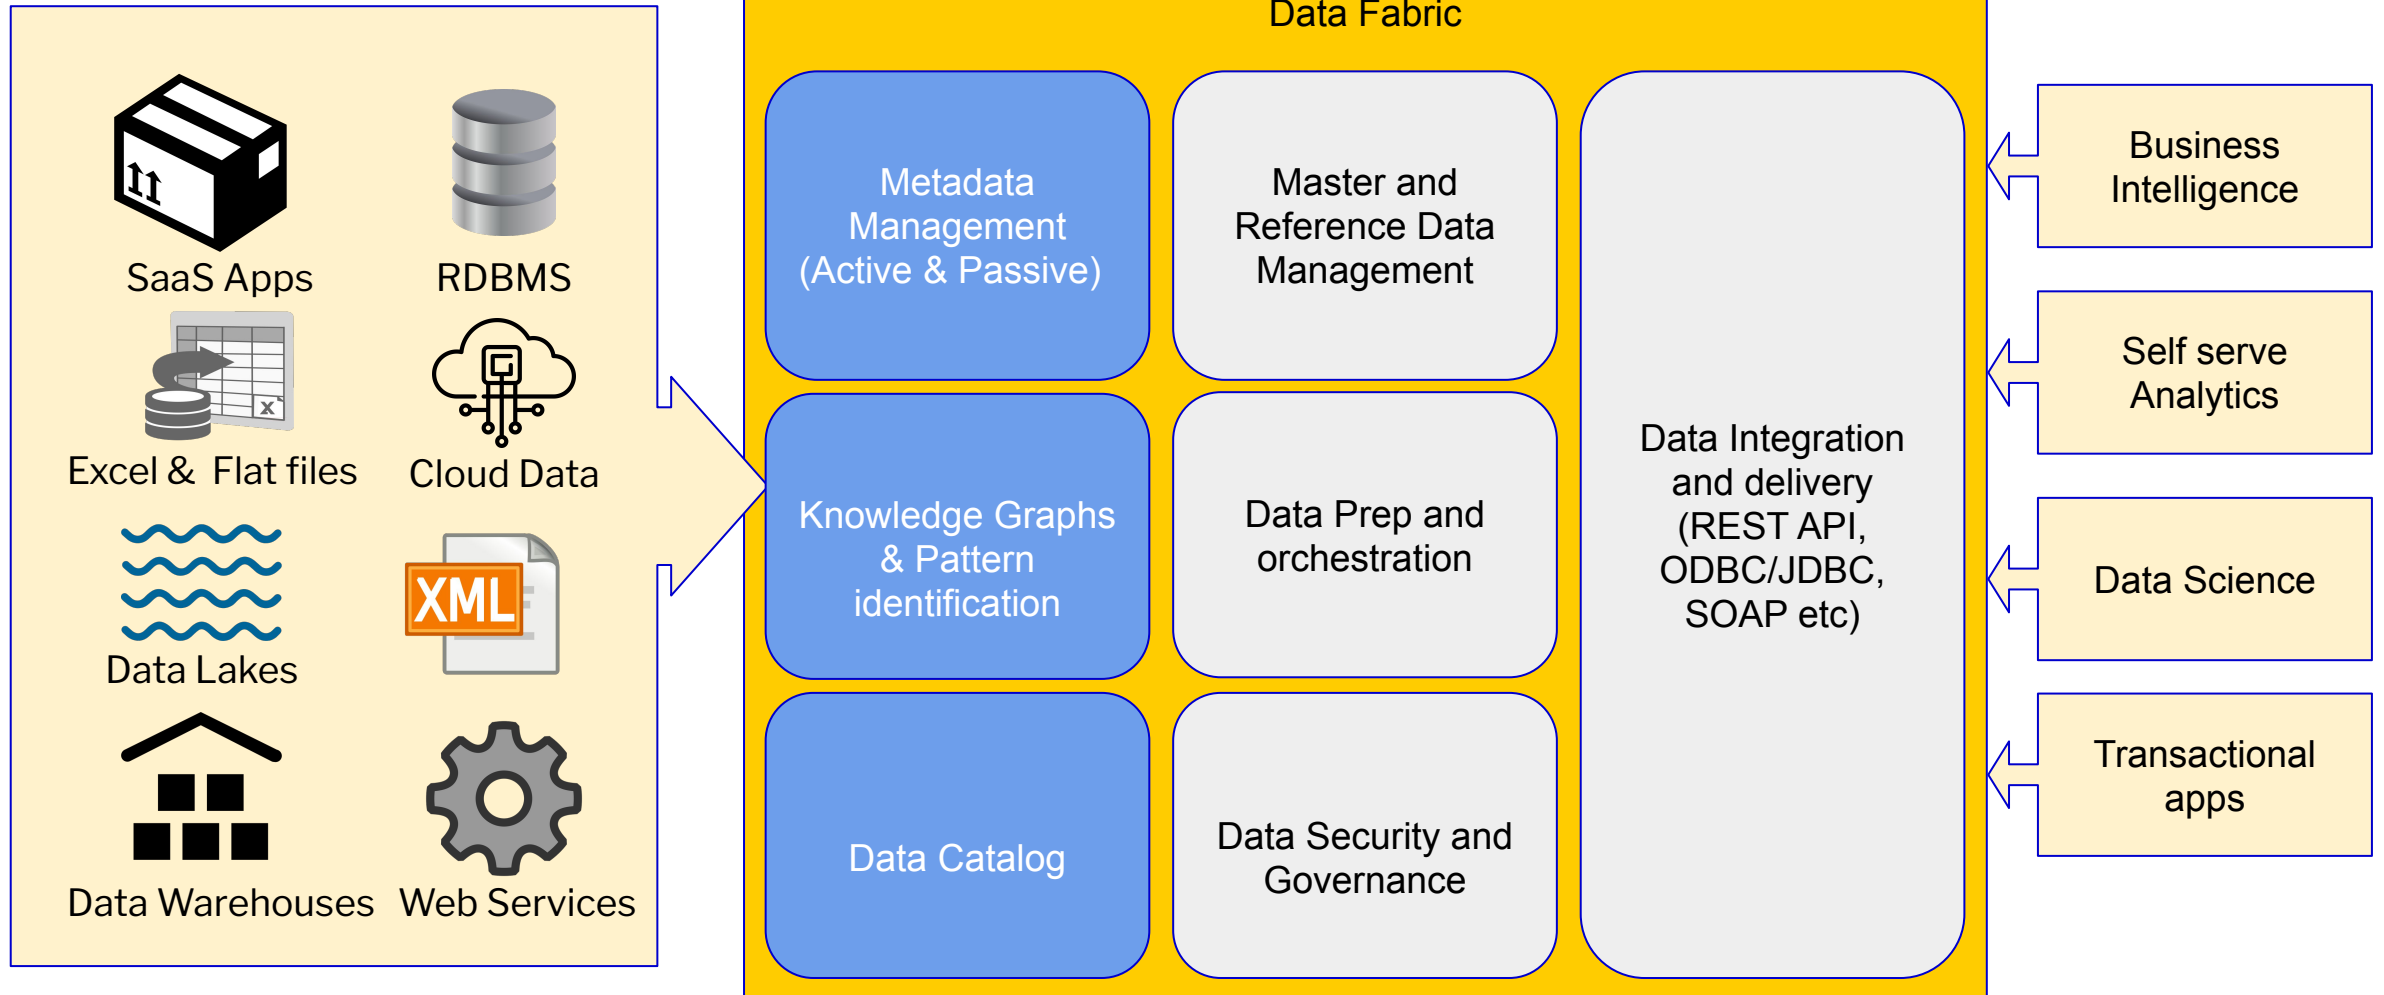 SaaS Apps
RDBMS
X
Excel &  Flat files
Cloud Data
XML
Data Lakes
Data Warehouses
Web Services
Data Fabric
Metadata
Management
(Active & Passive)
Master and
Reference Data
Management
Knowledge Graphs
& Pattern
identification
Data Prep and
orchestration
Data Catalog
Data Security and
Governance
Data Integration
and delivery
(REST API,
ODBC/JDBC,
SOAP etc)
Business
Intelligence
Self serve
Analytics
Data Science
Transactional
apps